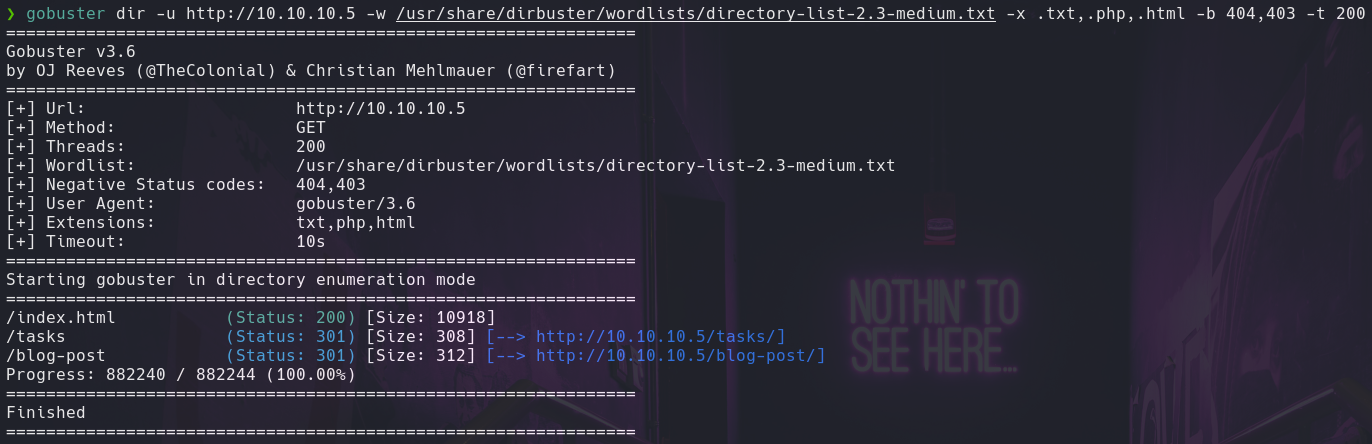 ❯ gobuster dir -u http://10.10.10.5 -w /usr/share/dirbuster/wordlists/directory-list-2.3-medium.txt -x .txt,.php,.html -b 404,403 -t 200
===============================================================
Gobuster v3.6
by OJ Reeves (@TheColonial) & Christian Mehlmauer (@firefart)
===============================================================
[+] Url:                     http://10.10.10.5
[+] Method:                  GET
[+] Threads:                 200
[+] Wordlist:                /usr/share/dirbuster/wordlists/directory-list-2.3-medium.txt
[+] Negative Status codes:   404,403
[+] User Agent:              gobuster/3.6
[+] Extensions:              txt,php,html
[+] Timeout:                 10s
===============================================================
Starting gobuster in directory enumeration mode
===============================================================
/index.html           (Status: 200) [Size: 10918]
/tasks                (Status: 301) [Size: 308] [--> http://10.10.10.5/tasks/]
/blog-post            (Status: 301) [Size: 312] [--> http://10.10.10.5/blog-post/]
Progress: 882240 / 882244 (100.00%)
===============================================================
Finished
===============================================================
NOTHIN' TO
SEE HERE...